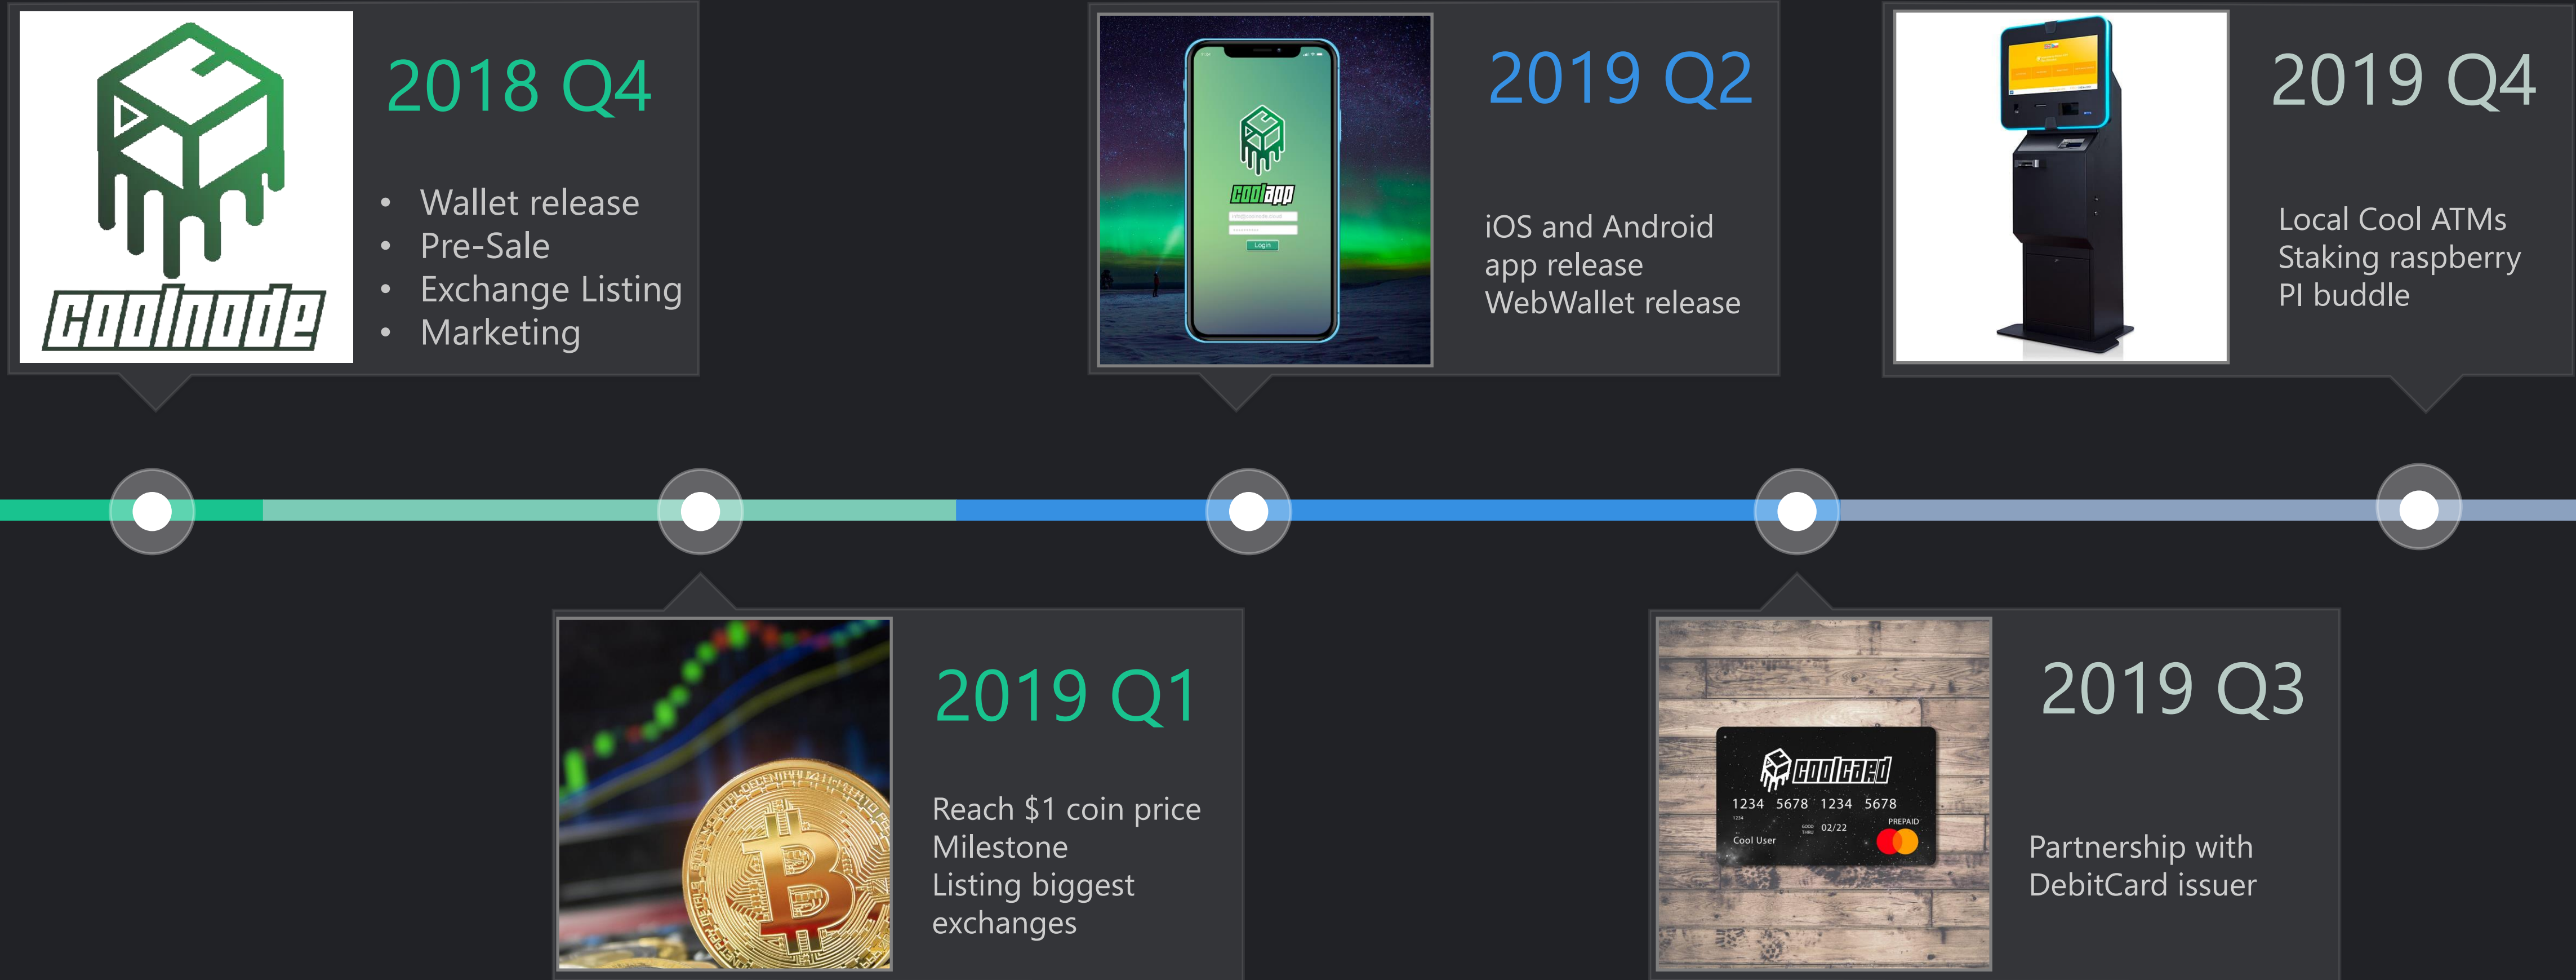 coolnode
2018 Q4
• Wallet release
• Pre-Sale
• Exchange Listing
• Marketing
coolapp
Login
2019 Q2
iOS and Android
app release
WebWallet release
2019 Q4
Local Cool ATMs
Staking raspberry
PI buddle
2019 Q1
Reach $1 coin price
Milestone
Listing biggest
exchanges
coolcard
1234 5678 1234 5678
1234
PREPAID
GOOD
THRU
02/22
Cool User
2019 Q3
Partnership with
DebitCard issuer